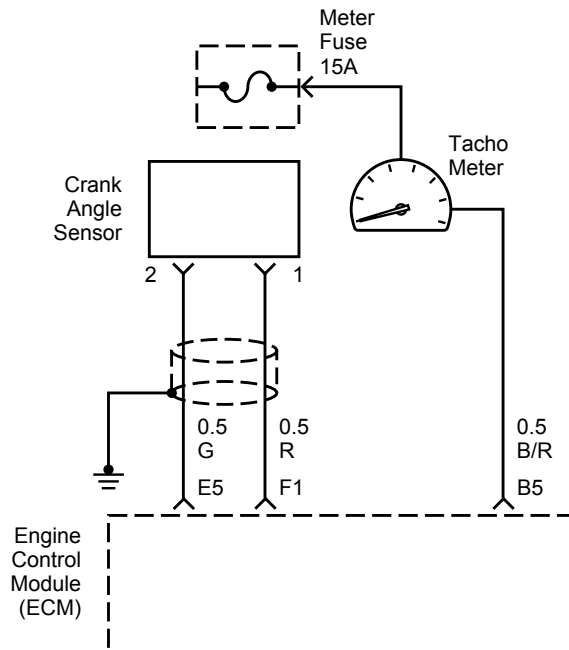 Meter
Fuse
15A
Tacho
Meter
Crank
Angle
Sensor
2
1
0.5
G
0.5
R
0.5
B/R
E5
F1
B5
Engine
Control
Module
(ECM)